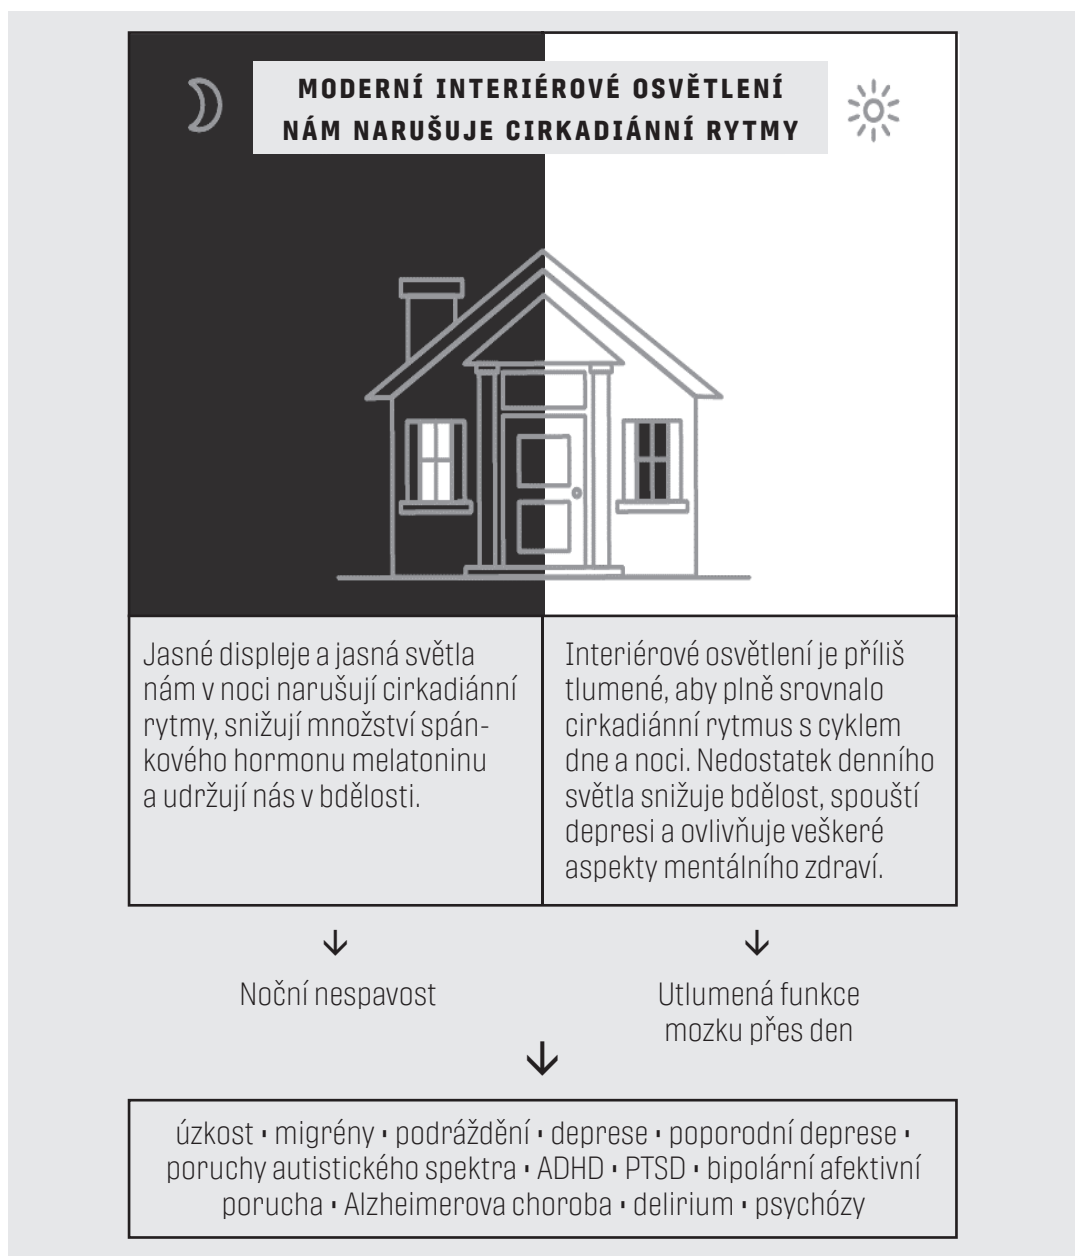 MODERNÍ INTERIÉROVÉ OSVĚTLENÍ
NÁM NARUŠUJE CIRKADIÁNNÍ RYTMY
Jasné displeje a jasná světla
nám v noci narušují cirkadiánní
rytmy, snižují množství spán-
kového hormonu melatoninu
a udržují nás v bdělosti.
Interiérové osvětlení je příliš
tlumené, aby plně srovnalo
cirkadiánní rytmus s cyklem
dne a noci. Nedostatek denního
světla snižuje bdělost, spouští
depresi a ovlivňuje veškeré
aspekty mentálního zdraví.
Noční nespavost
Utlumená funkce
mozku přes den
úzkost • migrény • podráždění • deprese • poporodní deprese •
poruchy autistického spektra • ADHD • PTSD • bipolární afektivní
porucha • Alzheimerova choroba • delirium • psychózy